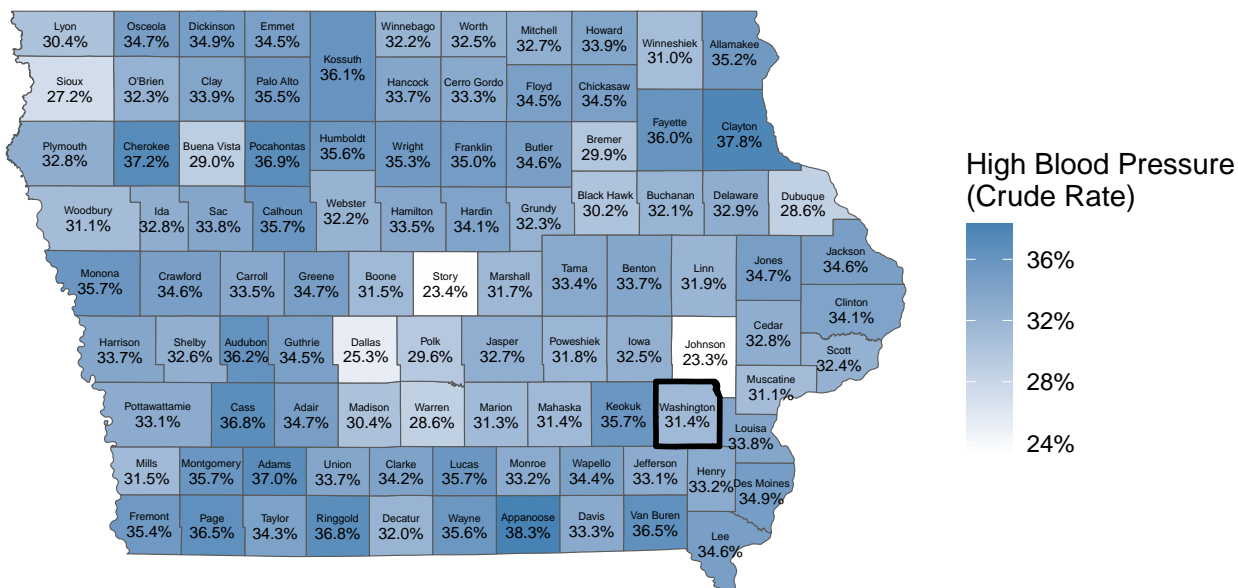 Lyon
30.4%
Osceola
34.7%
Dickinson
34.9%
Emmet
34.5%
Kossuth
36.1%
Winnebago
32.2%
Worth
32.5%
Mitchell
32.7%
Howard
33.9%
Winneshiek
31.0%
Allamakee
35.2%
Sioux
27.2%
O'Brien
32.3%
Clay
33.9%
Palo Alto
35.5%
Hancock
33.7%
Cerro Gordo
33.3%
Floyd
34.5%
Chickasaw
34.5%
Plymouth
32.8%
Cherokee
37.2%
Buena Vista
29.0%
Pocahontas
36.9%
Humboldt
35.6%
Wright
35.3%
Franklin
35.0%
Butler
34.6%
Bremer
29.9%
Fayette
36.0%
Clayton
37.8%
Woodbury
31.1%
Ida
32.8%
Sac
33.8%
Calhoun
35.7%
Webster
32.2%
Hamilton
33.5%
Hardin
34.1%
Grundy
32.3%
Black Hawk
30.2%
Buchanan
32.1%
Delaware
32.9%
Dubuque
28.6%
Monona
35.7%
Crawford
34.6%
Carroll
33.5%
Greene
34.7%
Boone
31.5%
Story
23.4%
Marshall
31.7%
Tama
33.4%
Benton
33.7%
Linn
31.9%
Jones
34.7%
Jackson
34.6%
Clinton
34.1%
Harrison
33.7%
Shelby
32.6%
Audubon
36.2%
Guthrie
34.5%
Dallas
25.3%
Polk
29.6%
Jasper
32.7%
Poweshiek
31.8%
Iowa
32.5%
Johnson
23.3%
Cedar
32.8%
Scott
32.4%
Muscatine
31.1%
Pottawattamie
33.1%
Cass
36.8%
Adair
34.7%
Madison
30.4%
Warren
28.6%
Marion
31.3%
Mahaska
31.4%
Keokuk
35.7%
Washington
31.4%
Louisa
33.8%
Mills
31.5%
Montgomery
35.7%
Adams
37.0%
Union
33.7%
Clarke
34.2%
Lucas
35.7%
Monroe
33.2%
Wapello
34.4%
Jefferson
33.1%
Henry
33.2%
Des Moines
34.9%
Fremont
35.4%
Page
36.5%
Taylor
34.3%
Ringgold
36.8%
Decatur
32.0%
Wayne
35.6%
Appanoose
38.3%
Davis
33.3%
Van Buren
36.5%
Lee
34.6%
High Blood Pressure
(Crude Rate)
36%
32%
28%
24%